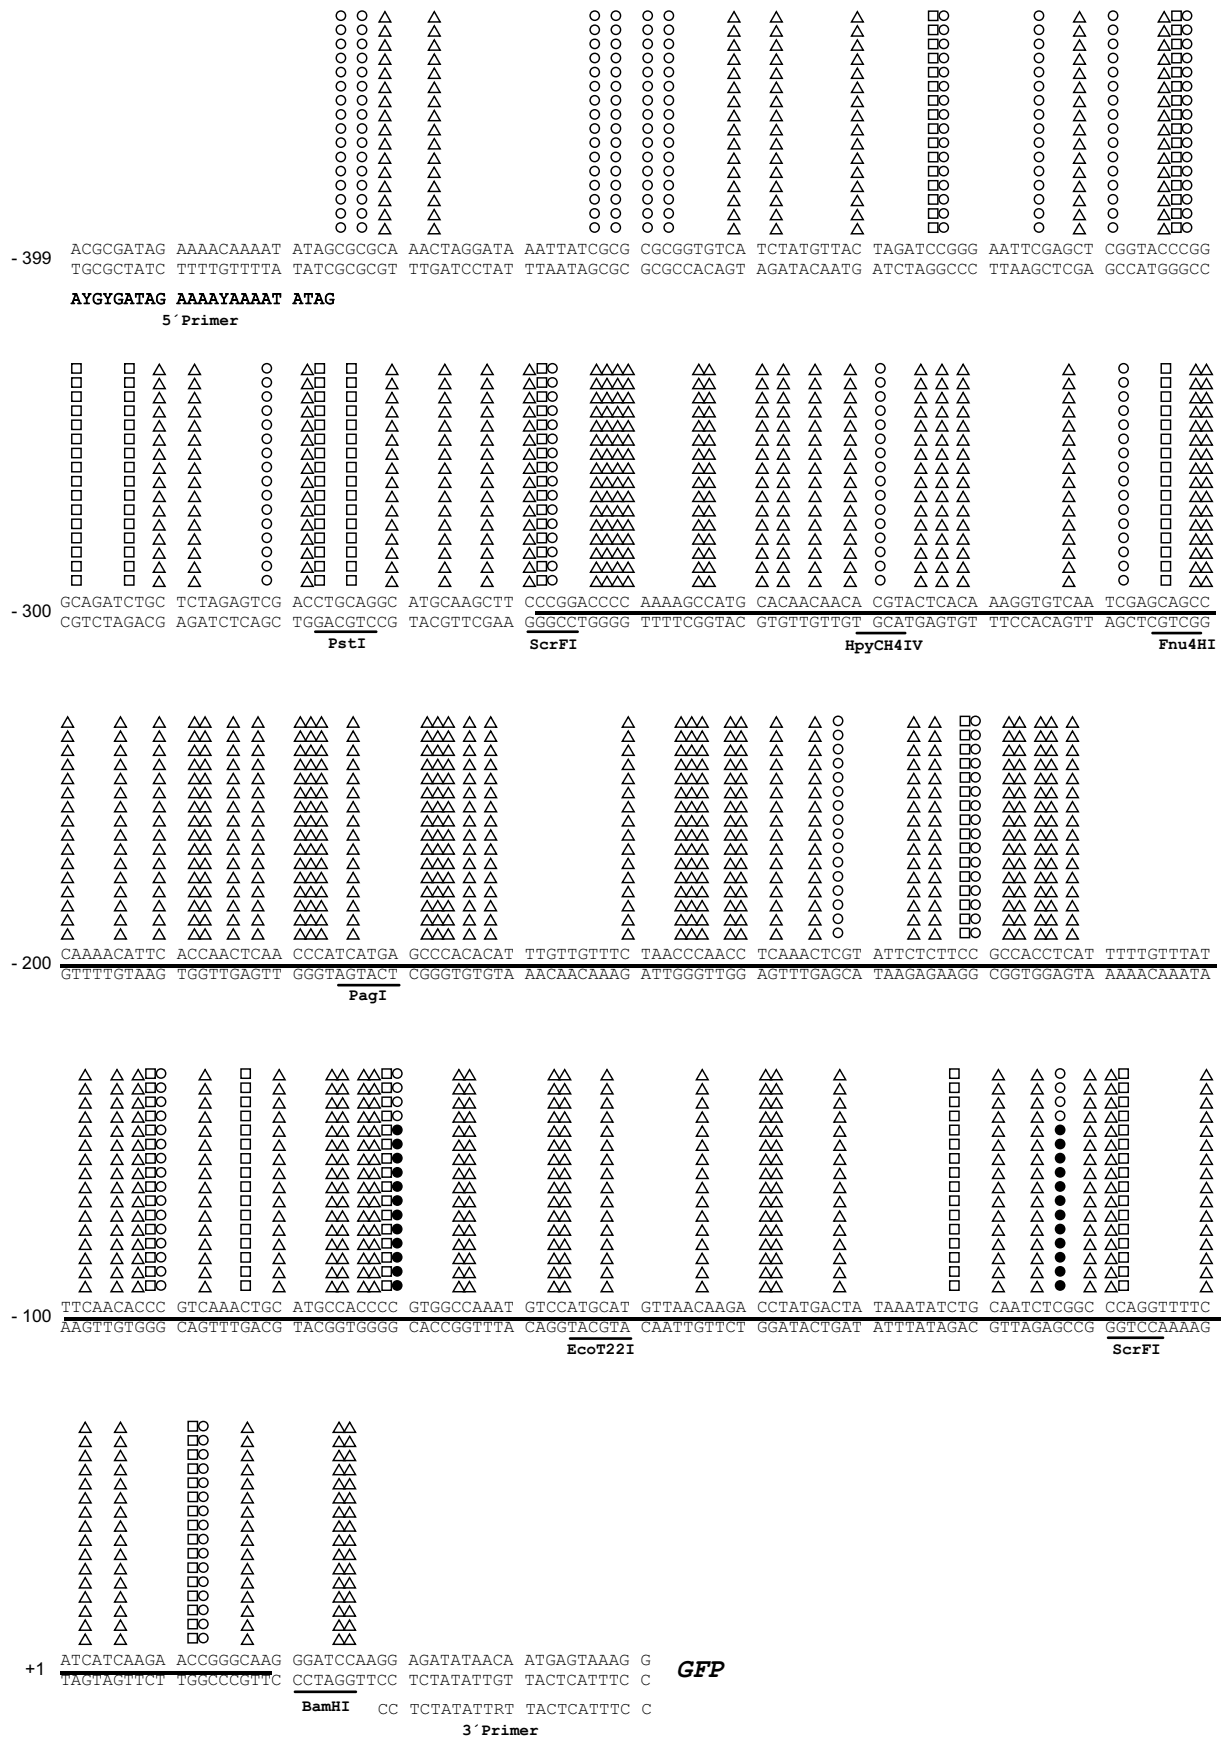 - 399 ACGCGATAG AAAACAAAAT ATAGCGCGCA AACTAGGATA AATTATCGCG CGCGGTGTCA TCTATGTTAC TAGATCCGGG AATTCGAGCT CGGTACCCGG
TGCGCTATC TTTTGTTTTA TATCGCGCGT TTGATCCTAT TTAATAGCGC GCGCCACAGT AGATACAATG ATCTAGGCCC TTAAGCTCGA GCCATGGGCC
AYGYGATAG AAAAYAAAAT ATAG
5´Primer
- 300 GCAGATCTGC TCTAGAGTCG ACCTGCAGGC ATGCAAGCTT CCCGGACCCC AAAAGCCATG CACAACAACA CGTACTCACA AAGGTGTCAA TCGAGCAGCC
CGTCTAGACG AGATCTCAGC TGGACGTCCG TACGTTCGAA GGGCCTGGGG TTTTCGGTAC GTGTTGTTGT GCATGAGTGT TTCCACAGTT AGCTCGTCGG
PstI ScrFI HpyCH4IV Fnu4HI
- 200 CAAAACATTC ACCAACTCAA CCCATCATGA GCCCACACAT TTGTTGTTTC TAACCCAACC TCAAACTCGT ATTCTCTTCC GCCACCTCAT TTTTGTTTAT
GTTTTGTAAG TGGTTGAGTT GGGTAGTACT CGGGTGTGTA AACAACAAAG ATTGGGTTGG AGTTTGAGCA TAAGAGAAGG CGGTGGAGTA AAAACAAATA
PagI
- 100 TTCAACACCC GTCAAACTGC ATGCCACCCC GTGGCCAAAT GTCCATGCAT GTTAACAAGA CCTATGACTA TAAATATCTG CAATCTCGGC CCAGGTTTTC
AAGTTGTGGG CAGTTTGACG TACGGTGGGG CACCGGTTTA CAGGTACGTA CAATTGTTCT GGATACTGAT ATTTATAGAC GTTAGAGCCG GGTCCAAAAG
EcoT22I ScrFI
+1 ATCATCAAGA ACCGGGCAAG GGATCCAAGG AGATATAACA ATGAGTAAAG G GFP
TAGTAGTTCT TGGCCCGTTC CCTAGGTTCC TCTATATTGT TACTCATTTC C
BamHI CC TCTATATTRT TACTCATTTC C
3´Primer